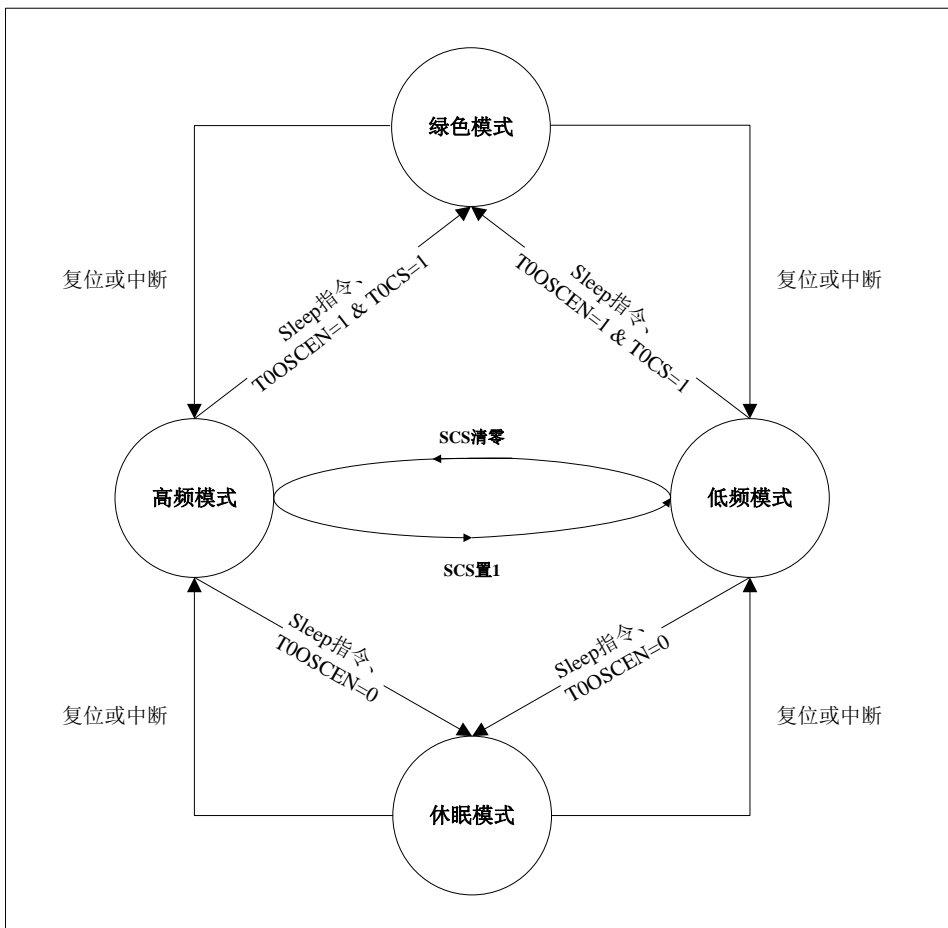 绿色模式
复位或中断
Sleep指令、
T0OSCEN=1 & T0CS=1
Sleep指令、
T0OSCEN=1 & T0CS=1
复位或中断
高频模式
SCS清零
SCS置1
低频模式
Sleep指令、
T0OSCEN=0
Sleep指令、
T0OSCEN=0
复位或中断
复位或中断
休眠模式